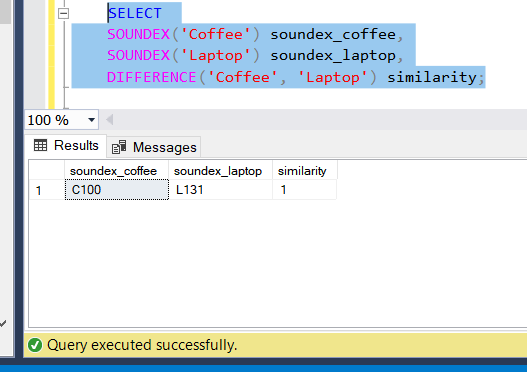 SELECT
SOUNDEX('Coffee') soundex_coffee,
SOUNDEX('Laptop') soundex_laptop,
DIFFERENCE('Coffee', 'Laptop') similarity;
100 %
Results Messages
soundex_coffee soundex_laptop similarity
1 C100 L131 1
Query executed successfully.